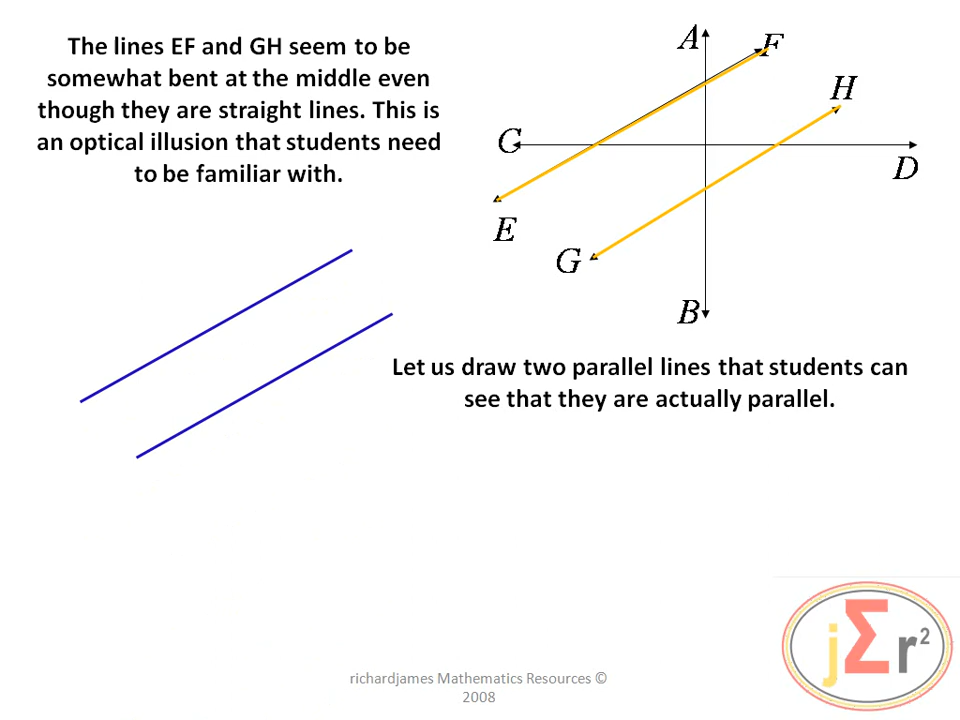 The lines EF and GH seem to be
somewhat bent at the middle even
though they are straight lines. This is
an optical illusion that students need
to be familiar with.
A
F
H
C
D
E
G
B
Let us draw two parallel lines that students can
see that they are actually parallel.
jΣr²
richardjames Mathematics Resources ©
2008